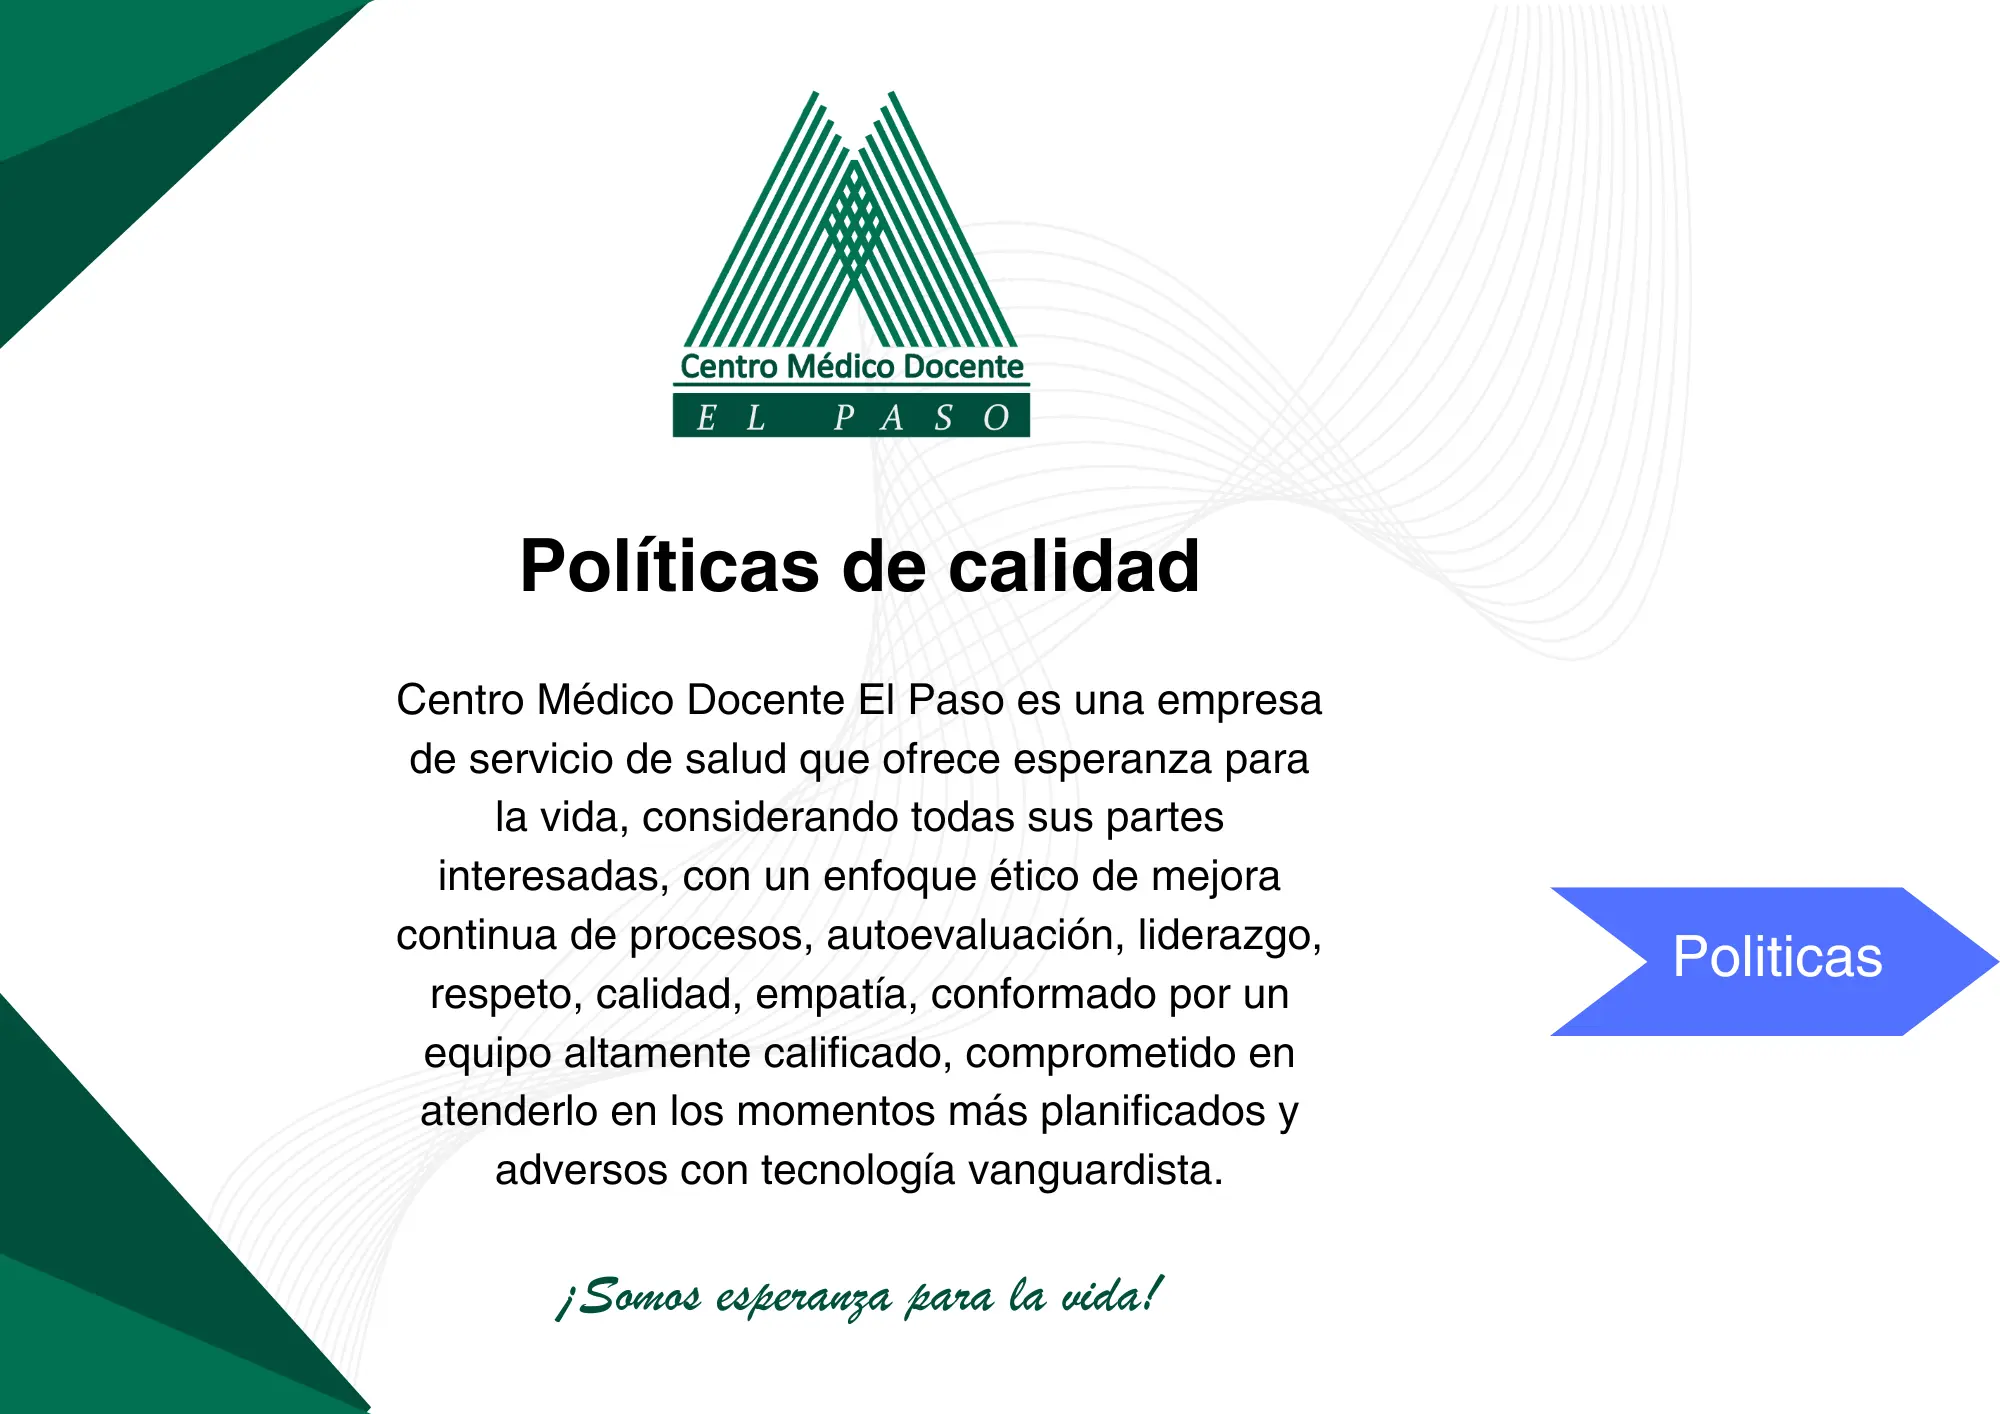 Centro Médico Docente
EL PASO
Políticas de calidad
Centro Médico Docente El Paso es una empresa
de servicio de salud que ofrece esperanza para
la vida, considerando todas sus partes
interesadas, con un enfoque ético de mejora
continua de procesos, autoevaluación, liderazgo,
respeto, calidad, empatía, conformado por un
equipo altamente calificado, comprometido en
atenderlo en los momentos más planificados y
adversos con tecnología vanguardista.
Politicas
¡Somos esperanza para la vida!